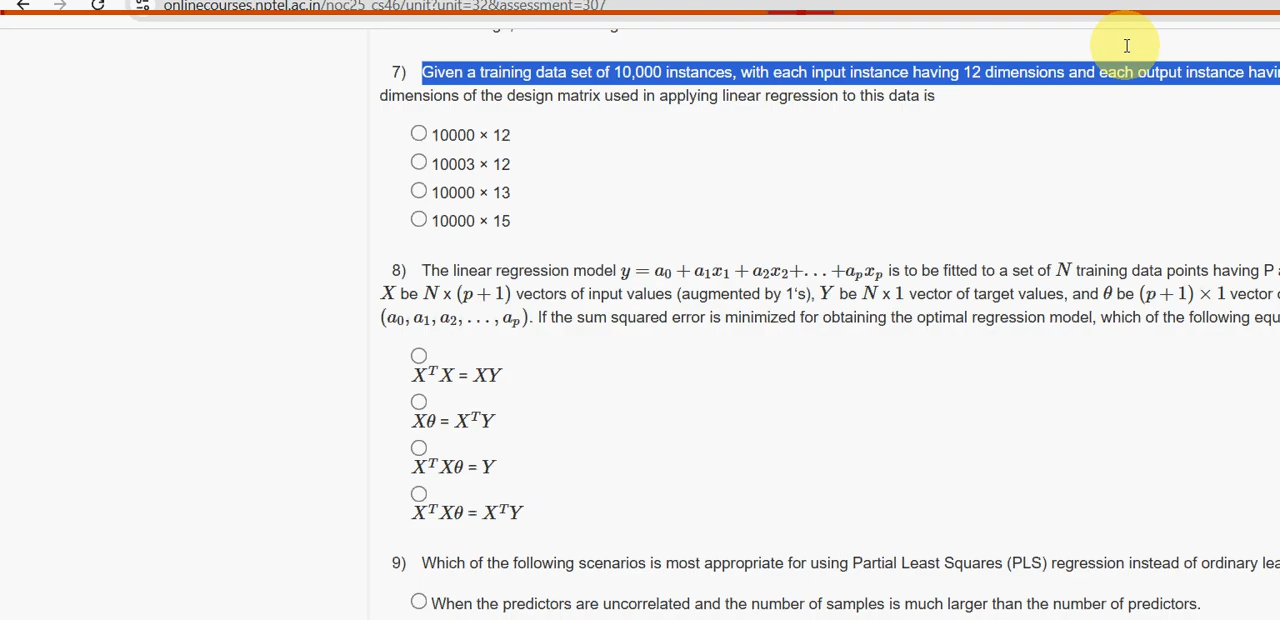 onlinecourses.nptel.ac.in/noc25_cs46/unit?unit=32&assessment=307
7) Given a training data set of 10,000 instances, with each input instance having 12 dimensions and each output instance havi
dimensions of the design matrix used in applying linear regression to this data is
10000 × 12
10003 × 12
10000 × 13
10000 × 15
8) The linear regression model y = a₀ + a₁x₁ + a₂x₂+. . . +aₚxₚ is to be fitted to a set of N training data points having P
X be N x (p + 1) vectors of input values (augmented by 1's), Y be N x 1 vector of target values, and θ be (p + 1) × 1 vector
(a₀, a₁, a₂, . . . , aₚ). If the sum squared error is minimized for obtaining the optimal regression model, which of the following equ
XᵀX = XY
Xθ = XᵀY
XᵀXθ = Y
XᵀXθ = XᵀY
9) Which of the following scenarios is most appropriate for using Partial Least Squares (PLS) regression instead of ordinary lea
When the predictors are uncorrelated and the number of samples is much larger than the number of predictors.